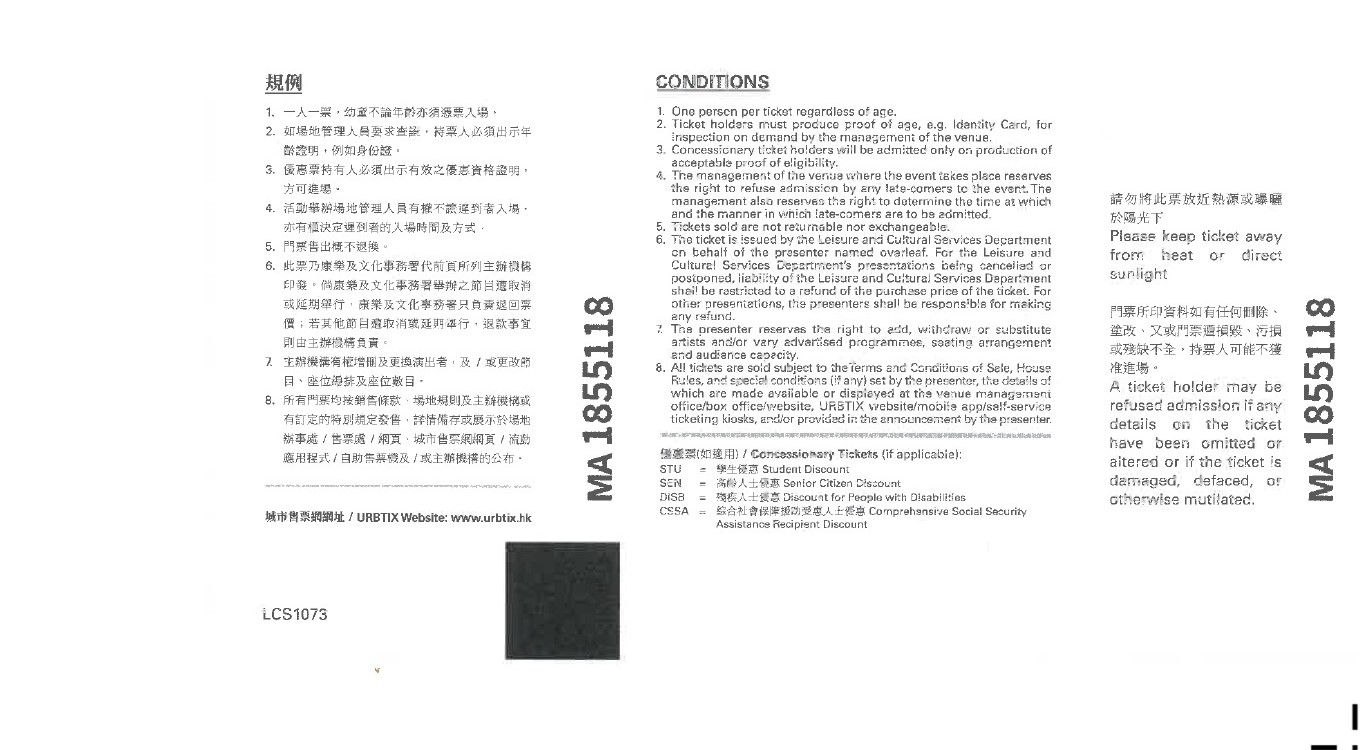 規例
1. 一人一票，幼童不論年齡亦須憑票入場。
2. 如場地管理人員要求查證，持票人必須出示年
齡證明，例如身份證。
3. 優惠票持有人必須出示有效之優惠資格證明，
方可進場。
4. 活動舉辦場地管理人員有權不讓遲到者入場，
亦有權決定遲到者的入場時間及方式。
5. 門票售出概不退換。
6. 此票乃康樂及文化事務署代前頁所列主辦機構
印發。倘康樂及文化事務署舉辦之節目遭取消
或延期舉行，康樂及文化事務署只負責退回票
價；若其他節目遭取消或延期舉行，退款事宜
則由主辦機構負責。
7. 主辦機構有權增刪及更換演出者，及 / 或更改節
目、座位編排及座位數目。
8. 所有門票均按銷售條款、場地規則及主辦機構或
有訂定的特別規定發售，詳情備存或展示於場地
辦事處 / 售票處 / 網頁、城市售票網網頁 / 流動
應用程式 / 自助售票機及 / 或主辦機構的公布。
城市售票網網址 / URBTIX Website: www.urbtix.hk
LCS1073
MA 1855118
CONDITIONS
1. One person per ticket regardless of age.
2. Ticket holders must produce proof of age, e.g. Identity Card, for
inspection on demand by the management of the venue.
3. Concessionary ticket holders will be admitted only on production of
acceptable proof of eligibility.
4. The management of the venue where the event takes place reserves
the right to refuse admission by any late-comers to the event. The
management also reserves the right to determine the time at which
and the manner in which late-comers are to be admitted.
5. Tickets sold are not returnable nor exchangeable.
6. The ticket is issued by the Leisure and Cultural Services Department
on behalf of the presenter named overleaf. For the Leisure and
Cultural Services Department's presentations being cancelled or
postponed, liability of the Leisure and Cultural Services Department
shall be restricted to a refund of the purchase price of the ticket. For
other presentations, the presenters shall be responsible for making
any refund.
7. The presenter reserves the right to add, withdraw or substitute
artists and/or vary advertised programmes, seating arrangement
and audience capacity.
8. All tickets are sold subject to the Terms and Conditions of Sale, House
Rules, and special conditions (if any) set by the presenter, the details of
which are made available or displayed at the venue management
office/box office/website, URBTIX website/mobile app/self-service
ticketing kiosks, and/or provided in the announcement by the presenter.
優惠票(如適用) / Concessionary Tickets (if applicable):
STU = 學生優惠 Student Discount
SEN = 高齡人士優惠 Senior Citizen Discount
DISB = 殘疾人士優惠 Discount for People with Disabilities
CSSA = 綜合社會保障援助受惠人士優惠 Comprehensive Social Security
Assistance Recipient Discount
請勿將此票放近熱源或曝曬
於陽光下
Please keep ticket away
from heat or direct
sunlight
門票所印資料如有任何刪除、
塗改、又或門票遭損毀、污損
或殘缺不全，持票人可能不獲
准進場。
A ticket holder may be
refused admission if any
details on the ticket
have been omitted or
altered or if the ticket is
damaged, defaced, or
otherwise mutilated.
MA 1855118